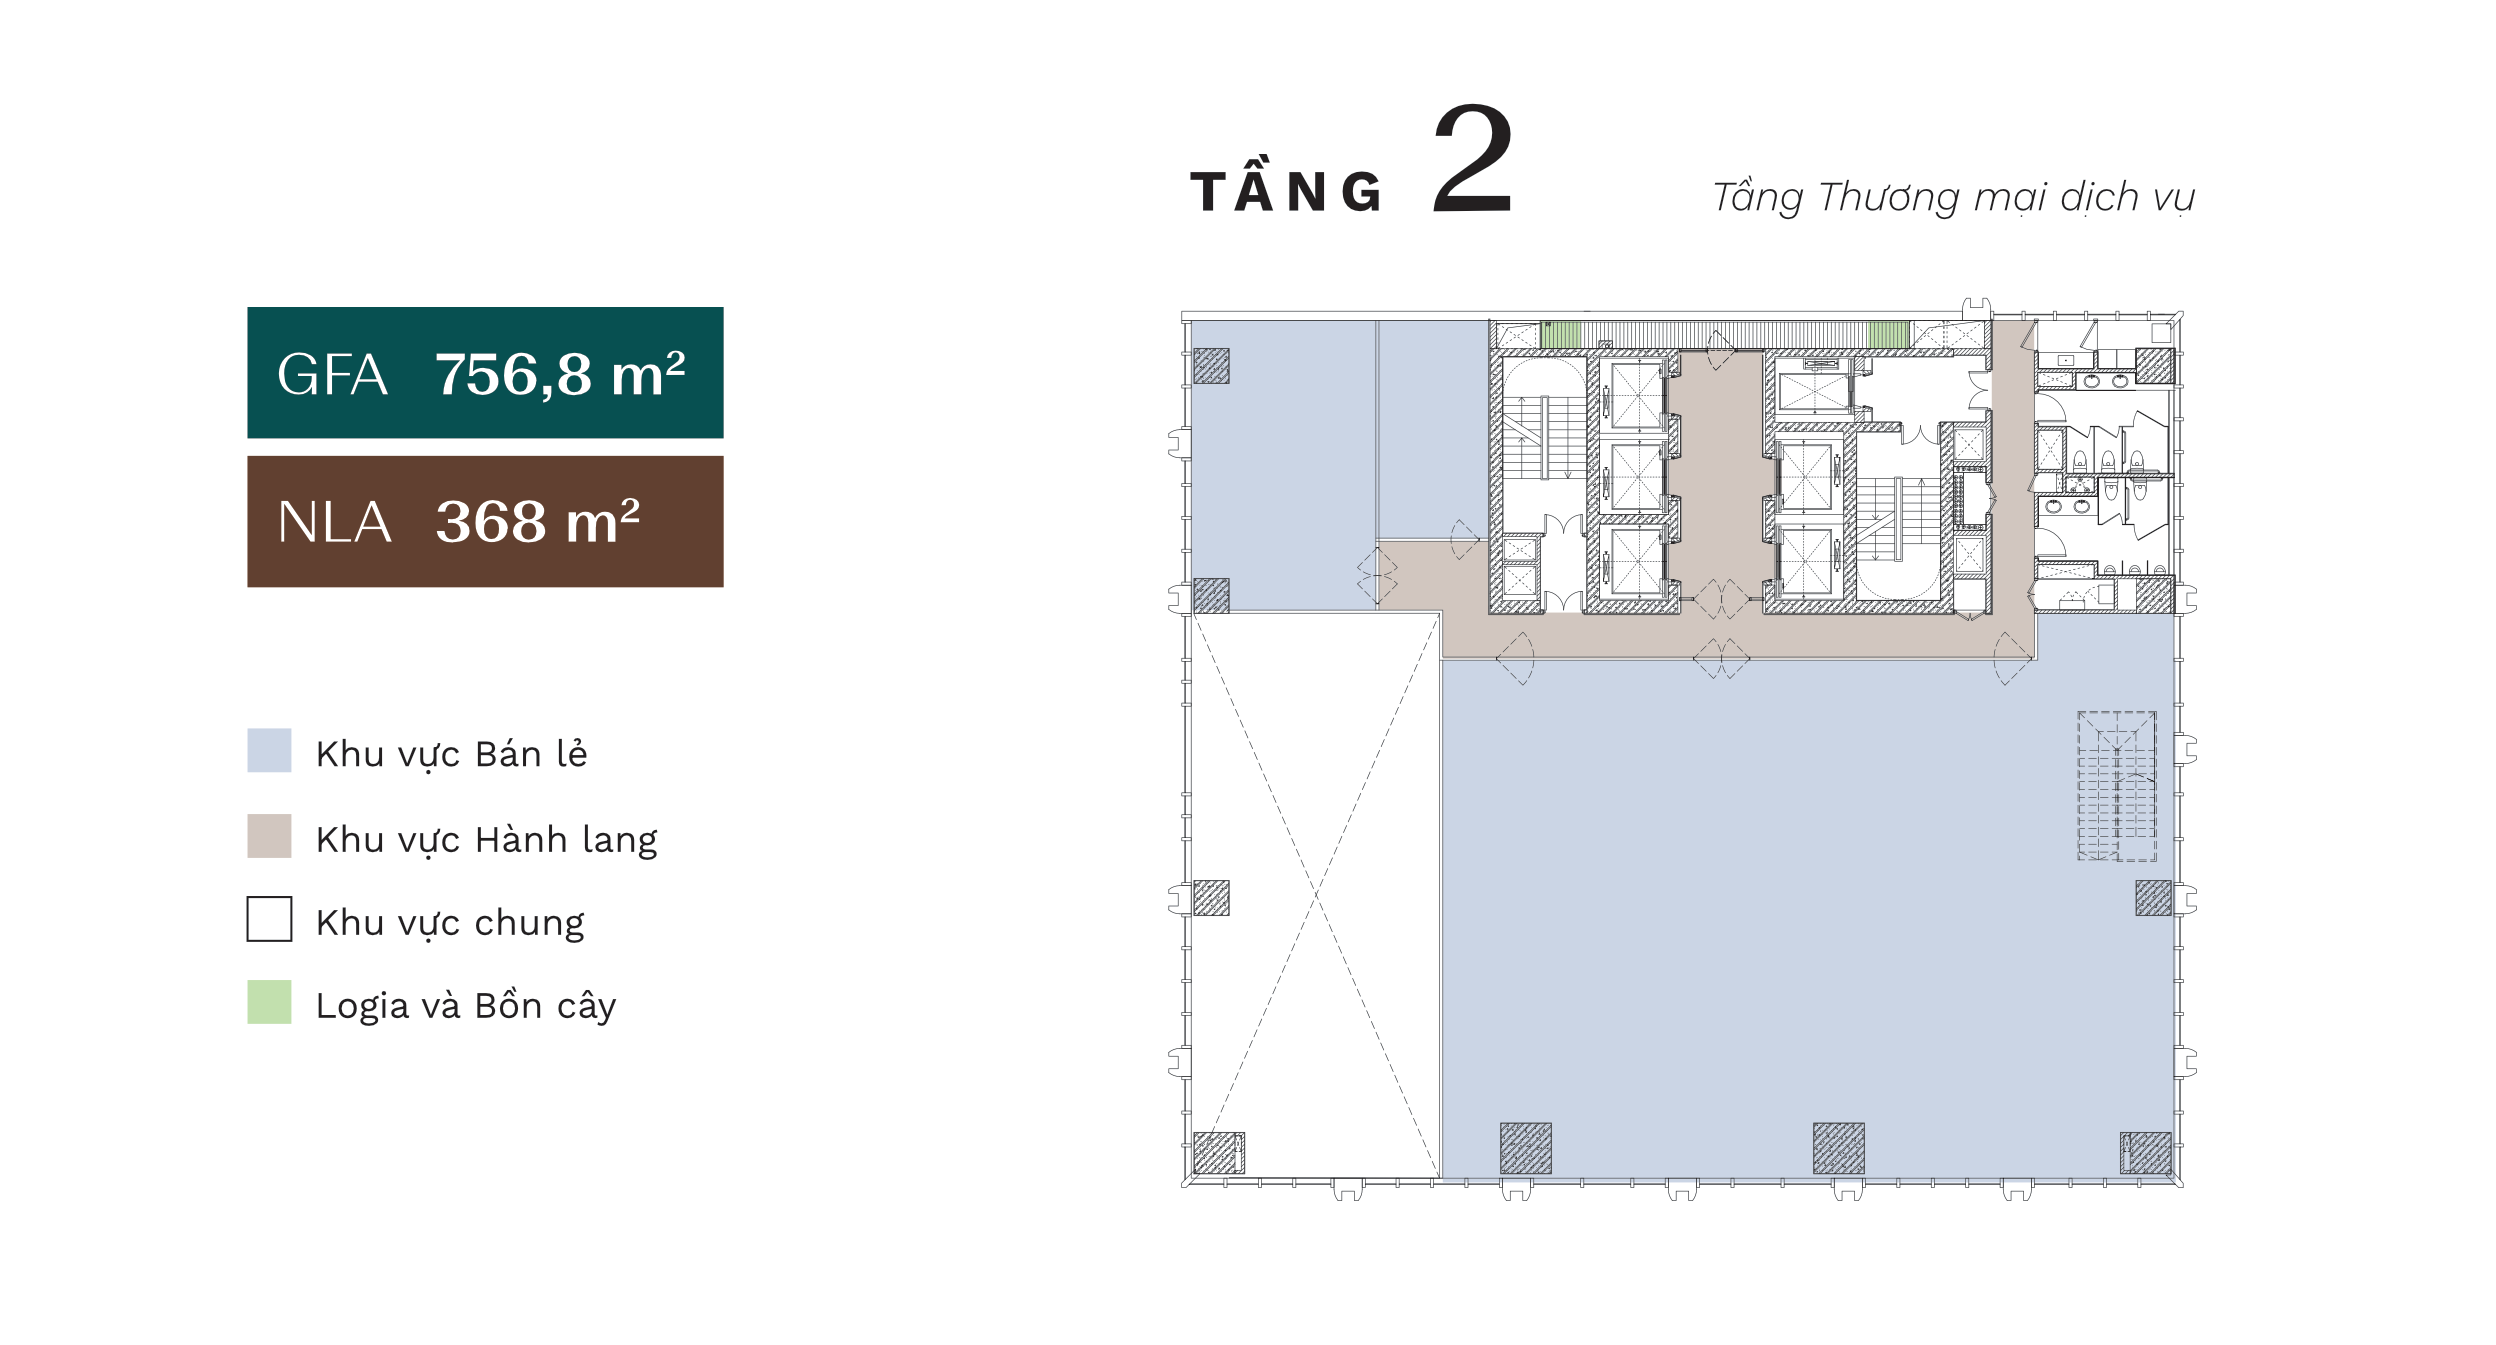 TẦNG 2
Tầng Thương mại dịch vụ
GFA 756,8 m²
NLA 368 m²
Khu vực Bán lẻ
Khu vực Hành lang
Khu vực chung
Logia và Bồn cây